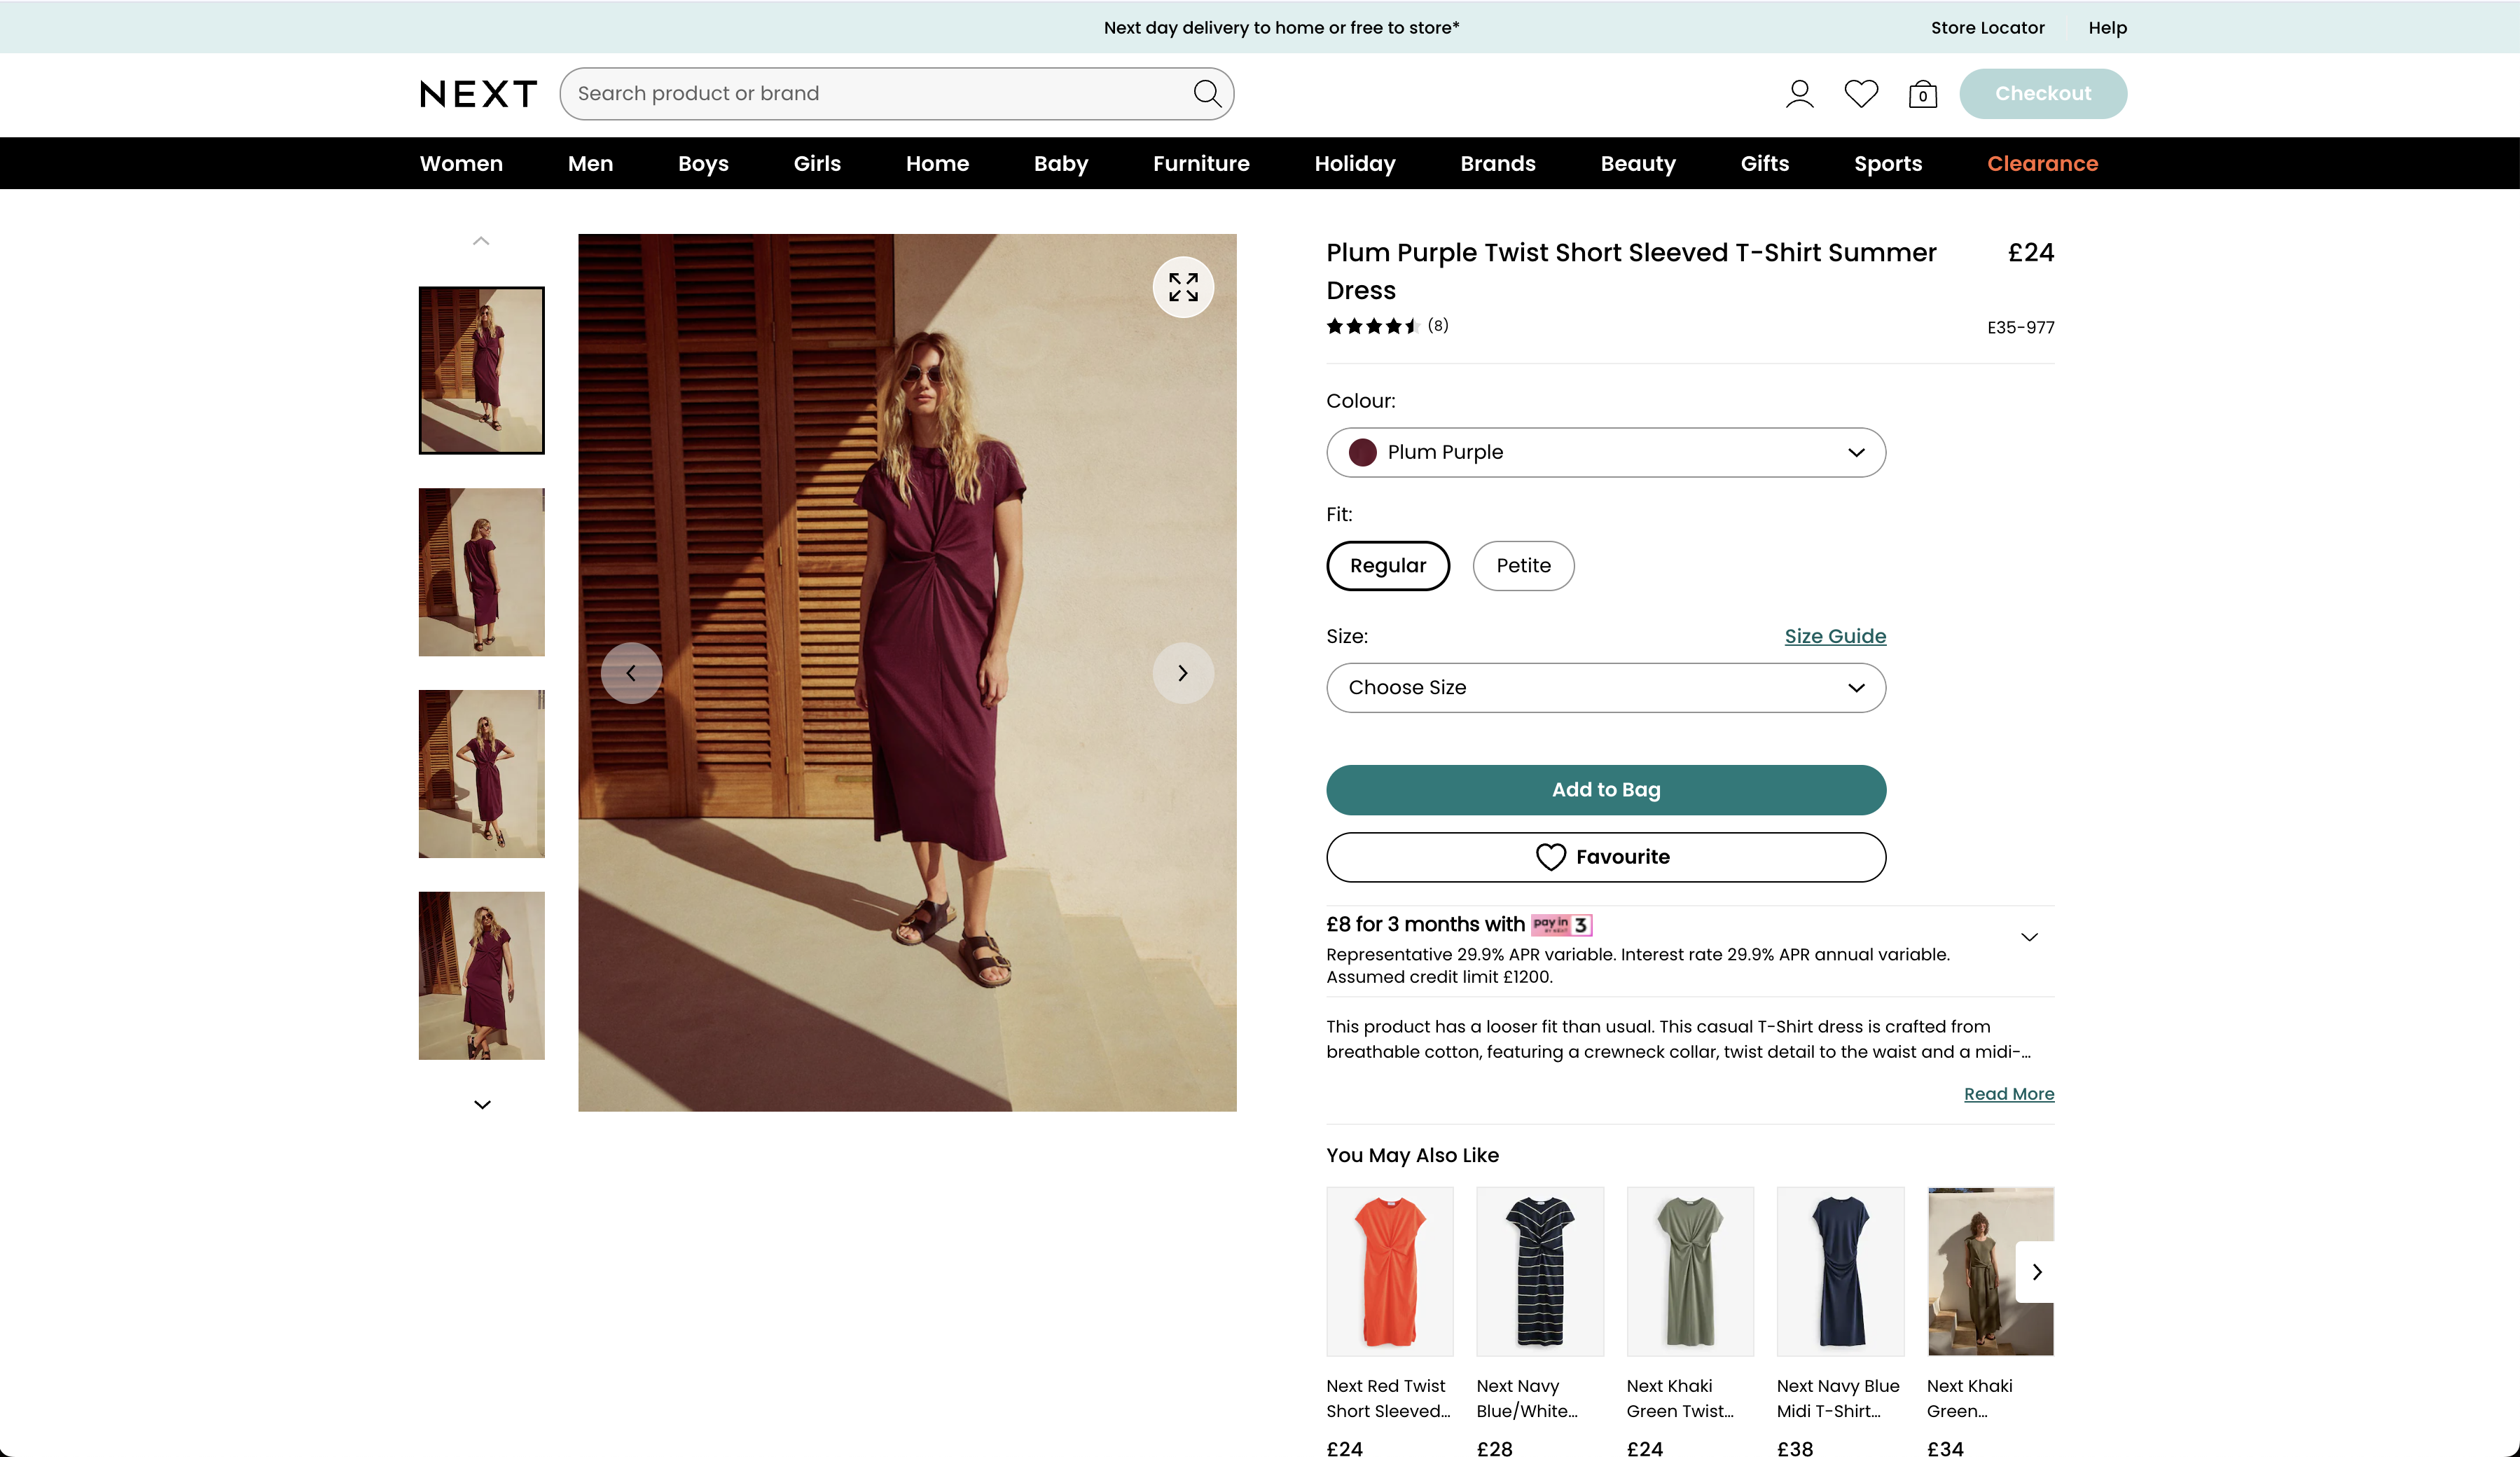 Next day delivery to home or free to store*
Store Locator
Help
NEXT
Search product or brand
0
Checkout
Women
Men
Boys
Girls
Home
Baby
Furniture
Holiday
Brands
Beauty
Gifts
Sports
Clearance
Plum Purple Twist Short Sleeved T-Shirt Summer
Dress
£24
(8)
E35-977
Colour:
Plum Purple
Fit:
Regular
Petite
Size:
Size Guide
Choose Size
Add to Bag
Favourite
£8 for 3 months with pay in 3
Representative 29.9% APR variable. Interest rate 29.9% APR annual variable.
Assumed credit limit £1200.
This product has a looser fit than usual. This casual T-Shirt dress is crafted from
breathable cotton, featuring a crewneck collar, twist detail to the waist and a midi-...
Read More
You May Also Like
Next Red Twist
Short Sleeved...
£24
Next Navy
Blue/White...
£28
Next Khaki
Green Twist...
£24
Next Navy Blue
Midi T-Shirt...
£38
Next Khaki
Green...
£34